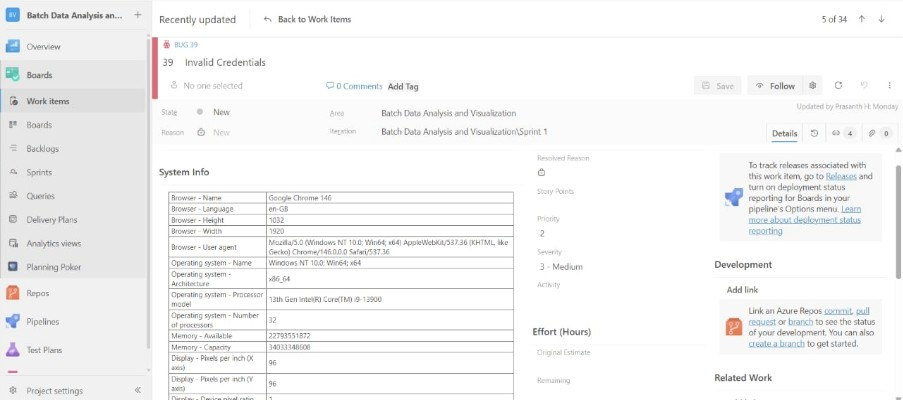 Batch Data Analysis an...
Recently updated
Back to Work Items
5 of 34
Overview
Boards
Work items
Boards
Backlogs
Sprints
Queries
Delivery Plans
Analytics views
Planning Poker
Repos
Pipelines
Test Plans
Project settings
BUG 39
39 Invalid Credentials
No one selected
0 Comments
Add Tag
Save
Follow
Updated by Prasanth H: Monday
State
New
Area
Batch Data Analysis and Visualization
Reason
New
Iteration
Batch Data Analysis and Visualization\Sprint 1
Details
4
0
System Info
Browser - Name Google Chrome 146
Browser - Language en-GB
Browser - Height 1032
Browser - Width 1920
Browser - User agent Mozilla/5.0 (Windows NT 10.0; Win64; x64) AppleWebKit/537.36 (KHTML, like
Gecko) Chrome/146.0.0.0 Safari/537.36
Operating system - Name Windows NT 10.0; Win64; x64
Operating system -
Architecture x86_64
Operating system - Processor
model 13th Gen Intel(R) Core(TM) i9-13900
Operating system - Number
of processors 32
Memory - Available 22793551872
Memory - Capacity 34033348608
Display - Pixels per inch (X
axis) 96
Display - Pixels per inch (Y
axis) 96
Display - Device pixel ratio
Resolved Reason
Story Points
Priority
2
Severity
3 - Medium
Activity
Effort (Hours)
Original Estimate
Remaining
To track releases associated with
this work item, go to Releases and
turn on deployment status
reporting for Boards in your
pipeline's Options menu. Learn
more about deployment status
reporting
Development
Add link
Link an Azure Repos commit, pull
request or branch to see the status
of your development. You can also
create a branch to get started.
Related Work